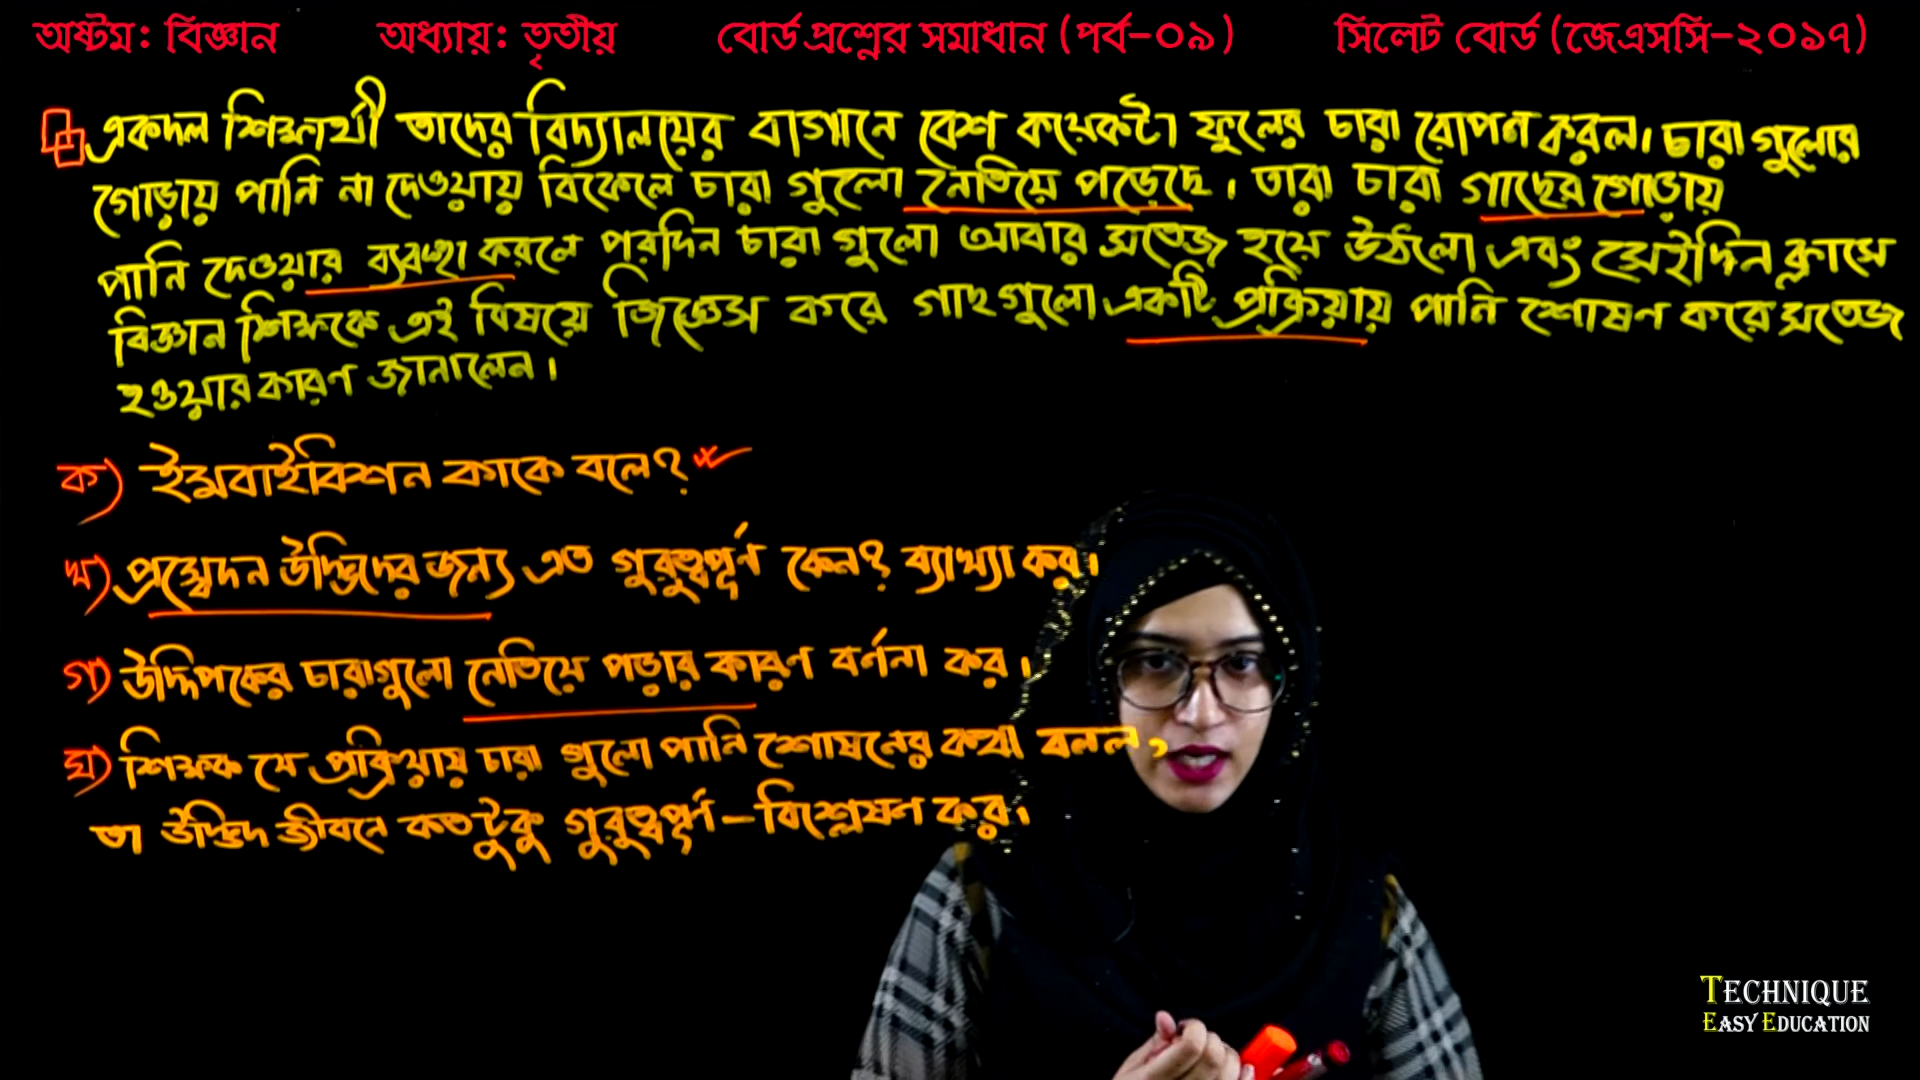 অষ্টম: বিজ্ঞান অধ্যায়: তৃতীয় বোর্ড প্রশ্নের সমাধান (পর্ব-০৯) সিলেট বোর্ড (জেএসসি-২০১৭)
একদল শিক্ষার্থী তাদের বিদ্যালয়ের বাগানে বেশ কয়েকটা ফুলের চারা রোপন করল। চারা গুলোর
গোড়ায় পানি না দেওয়ায় বিকেলে চারা গুলো নেতিয়ে পড়েছে। তারা চারা গাছের গোড়ায়
পানি দেওয়ার ব্যবস্থা করলে পরদিন চারা গুলো আবার সতেজ হয়ে উঠলো এবং সেইদিন ক্লাসে
বিজ্ঞান শিক্ষকে এই বিষয়ে জিজ্ঞেস করে গাছগুলো একটি প্রক্রিয়ায় পানি শোষণ করে সতেজ
হওয়ার কারণ জানালেন।
ক) ইমবাইবিশন কাকে বলে?
খ) প্রস্বেদন উদ্ভিদের জন্য এত গুরুত্বপূর্ণ কেন? ব্যাখ্যা কর।
গ) উদ্দিপকের চারাগুলো নেতিয়ে পড়ার কারণ বর্ণনা কর।
ঘ) শিক্ষক যে প্রক্রিয়ায় চারা গুলো পানি শোষনের কথা বলল,
তা উদ্ভিদ জীবনে কতটুকু গুরুত্বপূর্ণ - বিশ্লেষণ কর।
TECHNIQUE
EASY EDUCATION